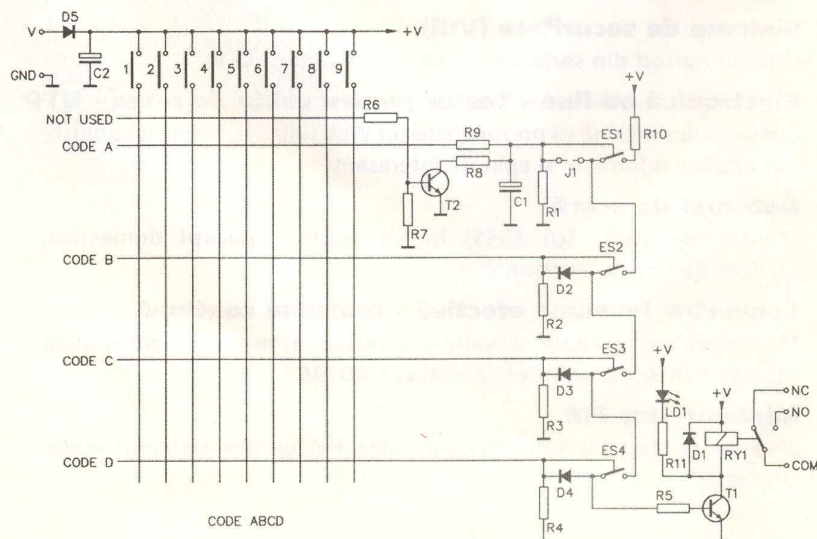 D5
V
+V
C2
GND
1 2 3 4 5 6 7 8
R6
NOT USED
CODE A
R9
R8
T2
R7
C1
R1
J1
ES1
+V
R10
CODE B
ES2
D2
R2
CODE C
ES3
D3
R3
CODE D
ES4
D4
R4
R5
+V
LD1
R11
+V
D1
RY1
T1
NC
NO
COM
CODE ABCD